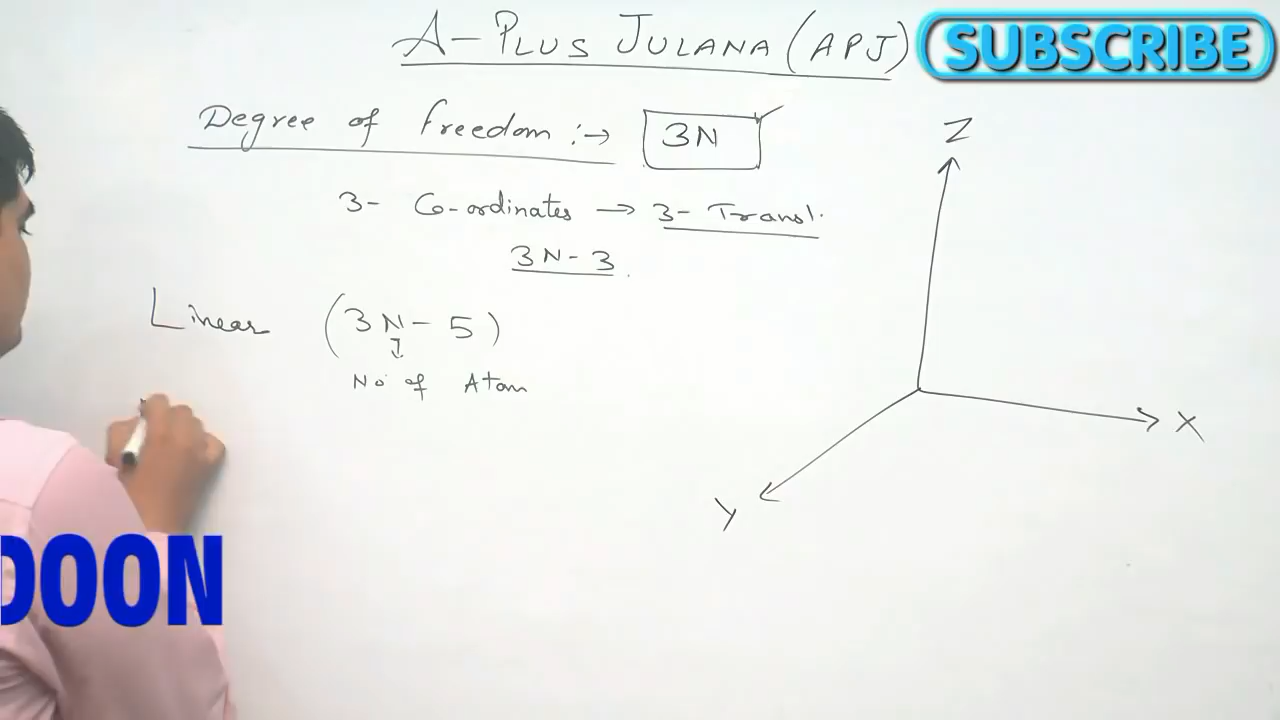 A-PLUS JULANA (APJ)
SUBSCRIBE
Degree of freedom :→ 3N
3- Co-ordinates → 3- Transl.
3N-3
Linear (3N-5)
No. of Atom
Z
X
Y
DOON